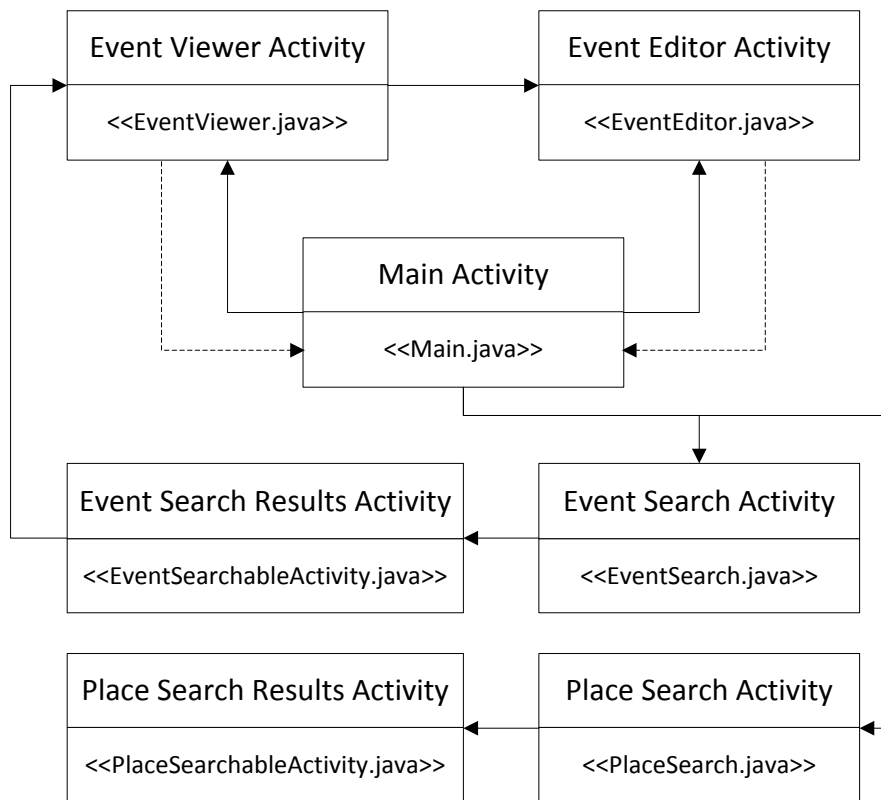 Event Viewer Activity
<<EventViewer.java>>
Event Editor Activity
<<EventEditor.java>>
Main Activity
<<Main.java>>
Event Search Results Activity
<<EventSearchableActivity.java>>
Event Search Activity
<<EventSearch.java>>
Place Search Results Activity
<<PlaceSearchableActivity.java>>
Place Search Activity
<<PlaceSearch.java>>